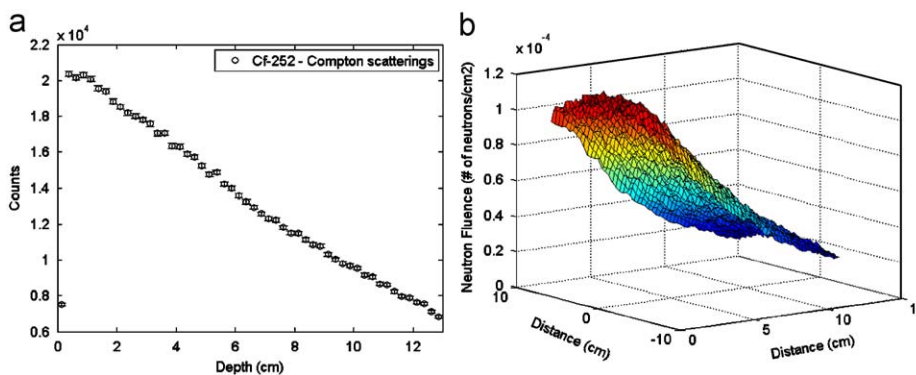 a
x 10^4
2.2
2.0
1.8
1.6
1.4
1.2
1.0
0.8
0.6
0 2 4 6 8 10 12
Counts
Depth (cm)
Cf-252 - Compton scatterings
b
x 10^-4
1.2
1
0.8
0.6
0.4
0.2
0
Neutron Fluence (# of neutrons/cm2)
10 0 -10
Distance (cm)
0 5 10 1
Distance (cm)